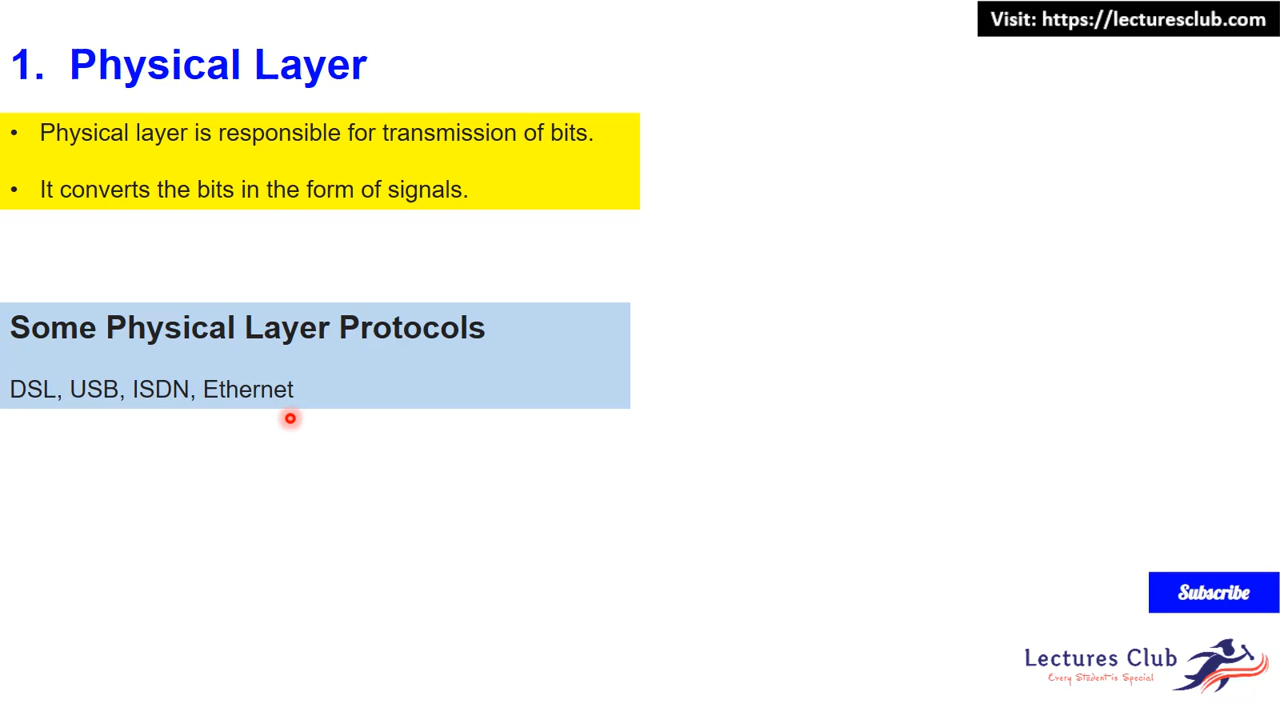 Visit: https://lecturesclub.com
1. Physical Layer
• Physical layer is responsible for transmission of bits.
• It converts the bits in the form of signals.
Some Physical Layer Protocols
DSL, USB, ISDN, Ethernet
Subscribe
Lectures Club
Every Student is Special